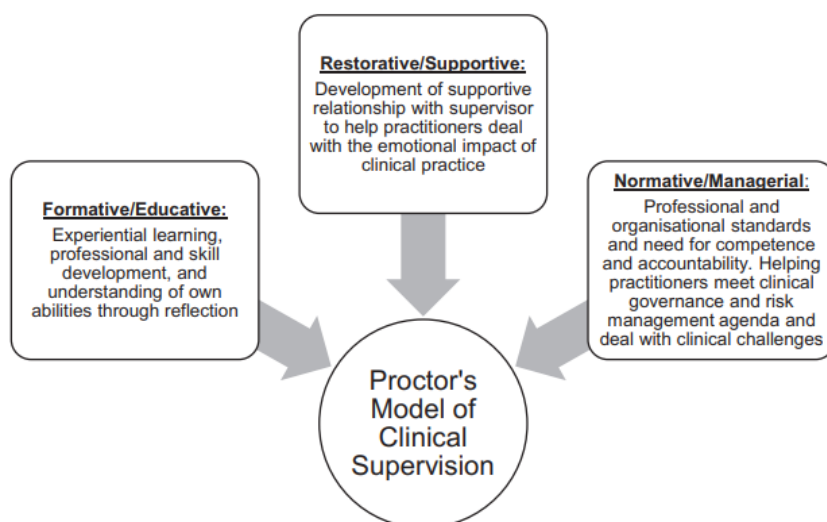 Restorative/Supportive:
Development of supportive
relationship with supervisor
to help practitioners deal
with the emotional impact of
clinical practice
Formative/Educative:
Experiential learning,
professional and skill
development, and
understanding of own
abilities through reflection
Normative/Managerial:
Professional and
organisational standards
and need for competence
and accountability. Helping
practitioners meet clinical
governance and risk
management agenda and
deal with clinical challenges
Proctor's
Model of
Clinical
Supervision